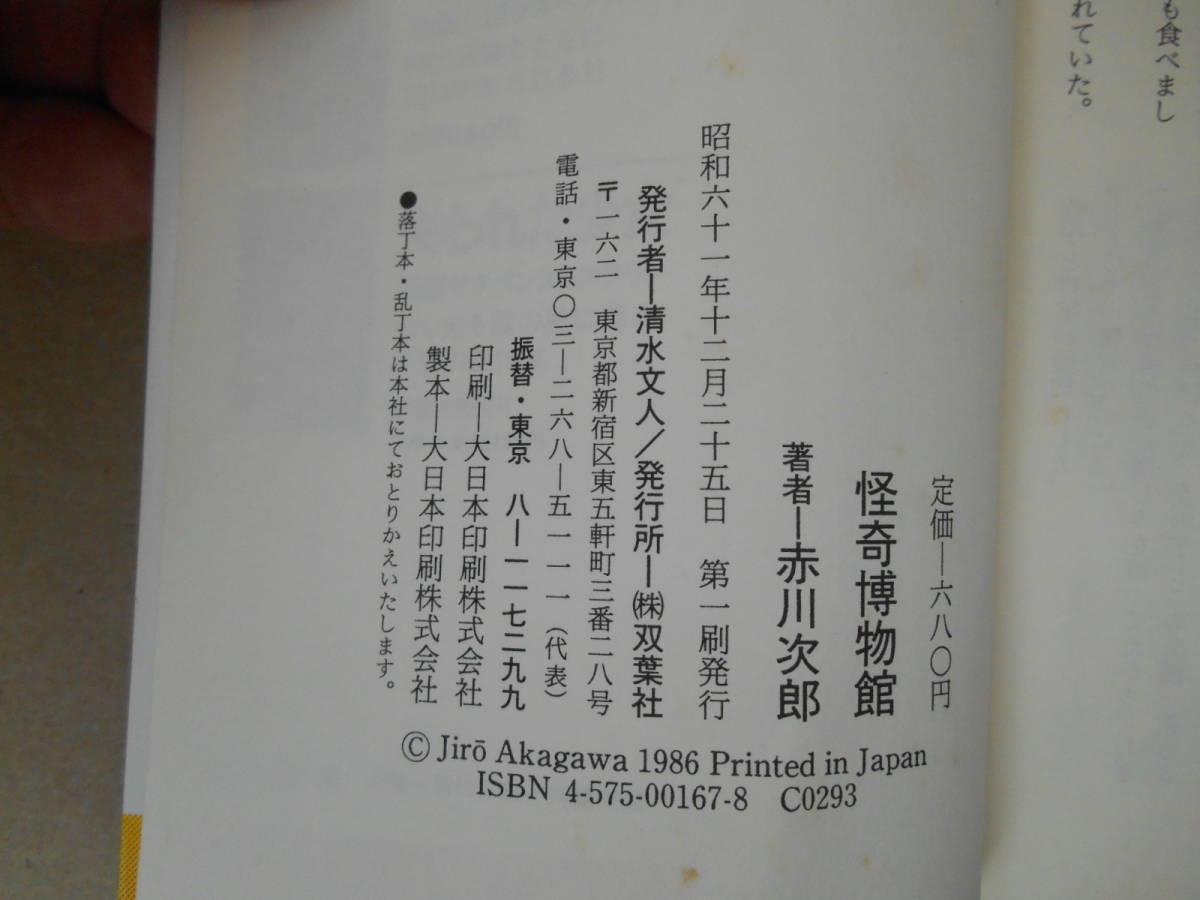 も食べまし
れていた。
定価―六八〇円
怪奇博物館
著者―赤川次郎
昭和六十一年十二月二十五日　第一刷発行
発行者―清水文人／発行所―㈱双葉社
〒一六二　東京都新宿区東五軒町三番二八号
電話・東京〇三―二六八―五一一一（代表）
振替・東京　八―一一七二九九
印刷―大日本印刷株式会社
製本―大日本印刷株式会社
●落丁本・乱丁本は本社にておとりかえいたします。
© Jirō Akagawa 1986 Printed in Japan
ISBN 4-575-00167-8 C0293